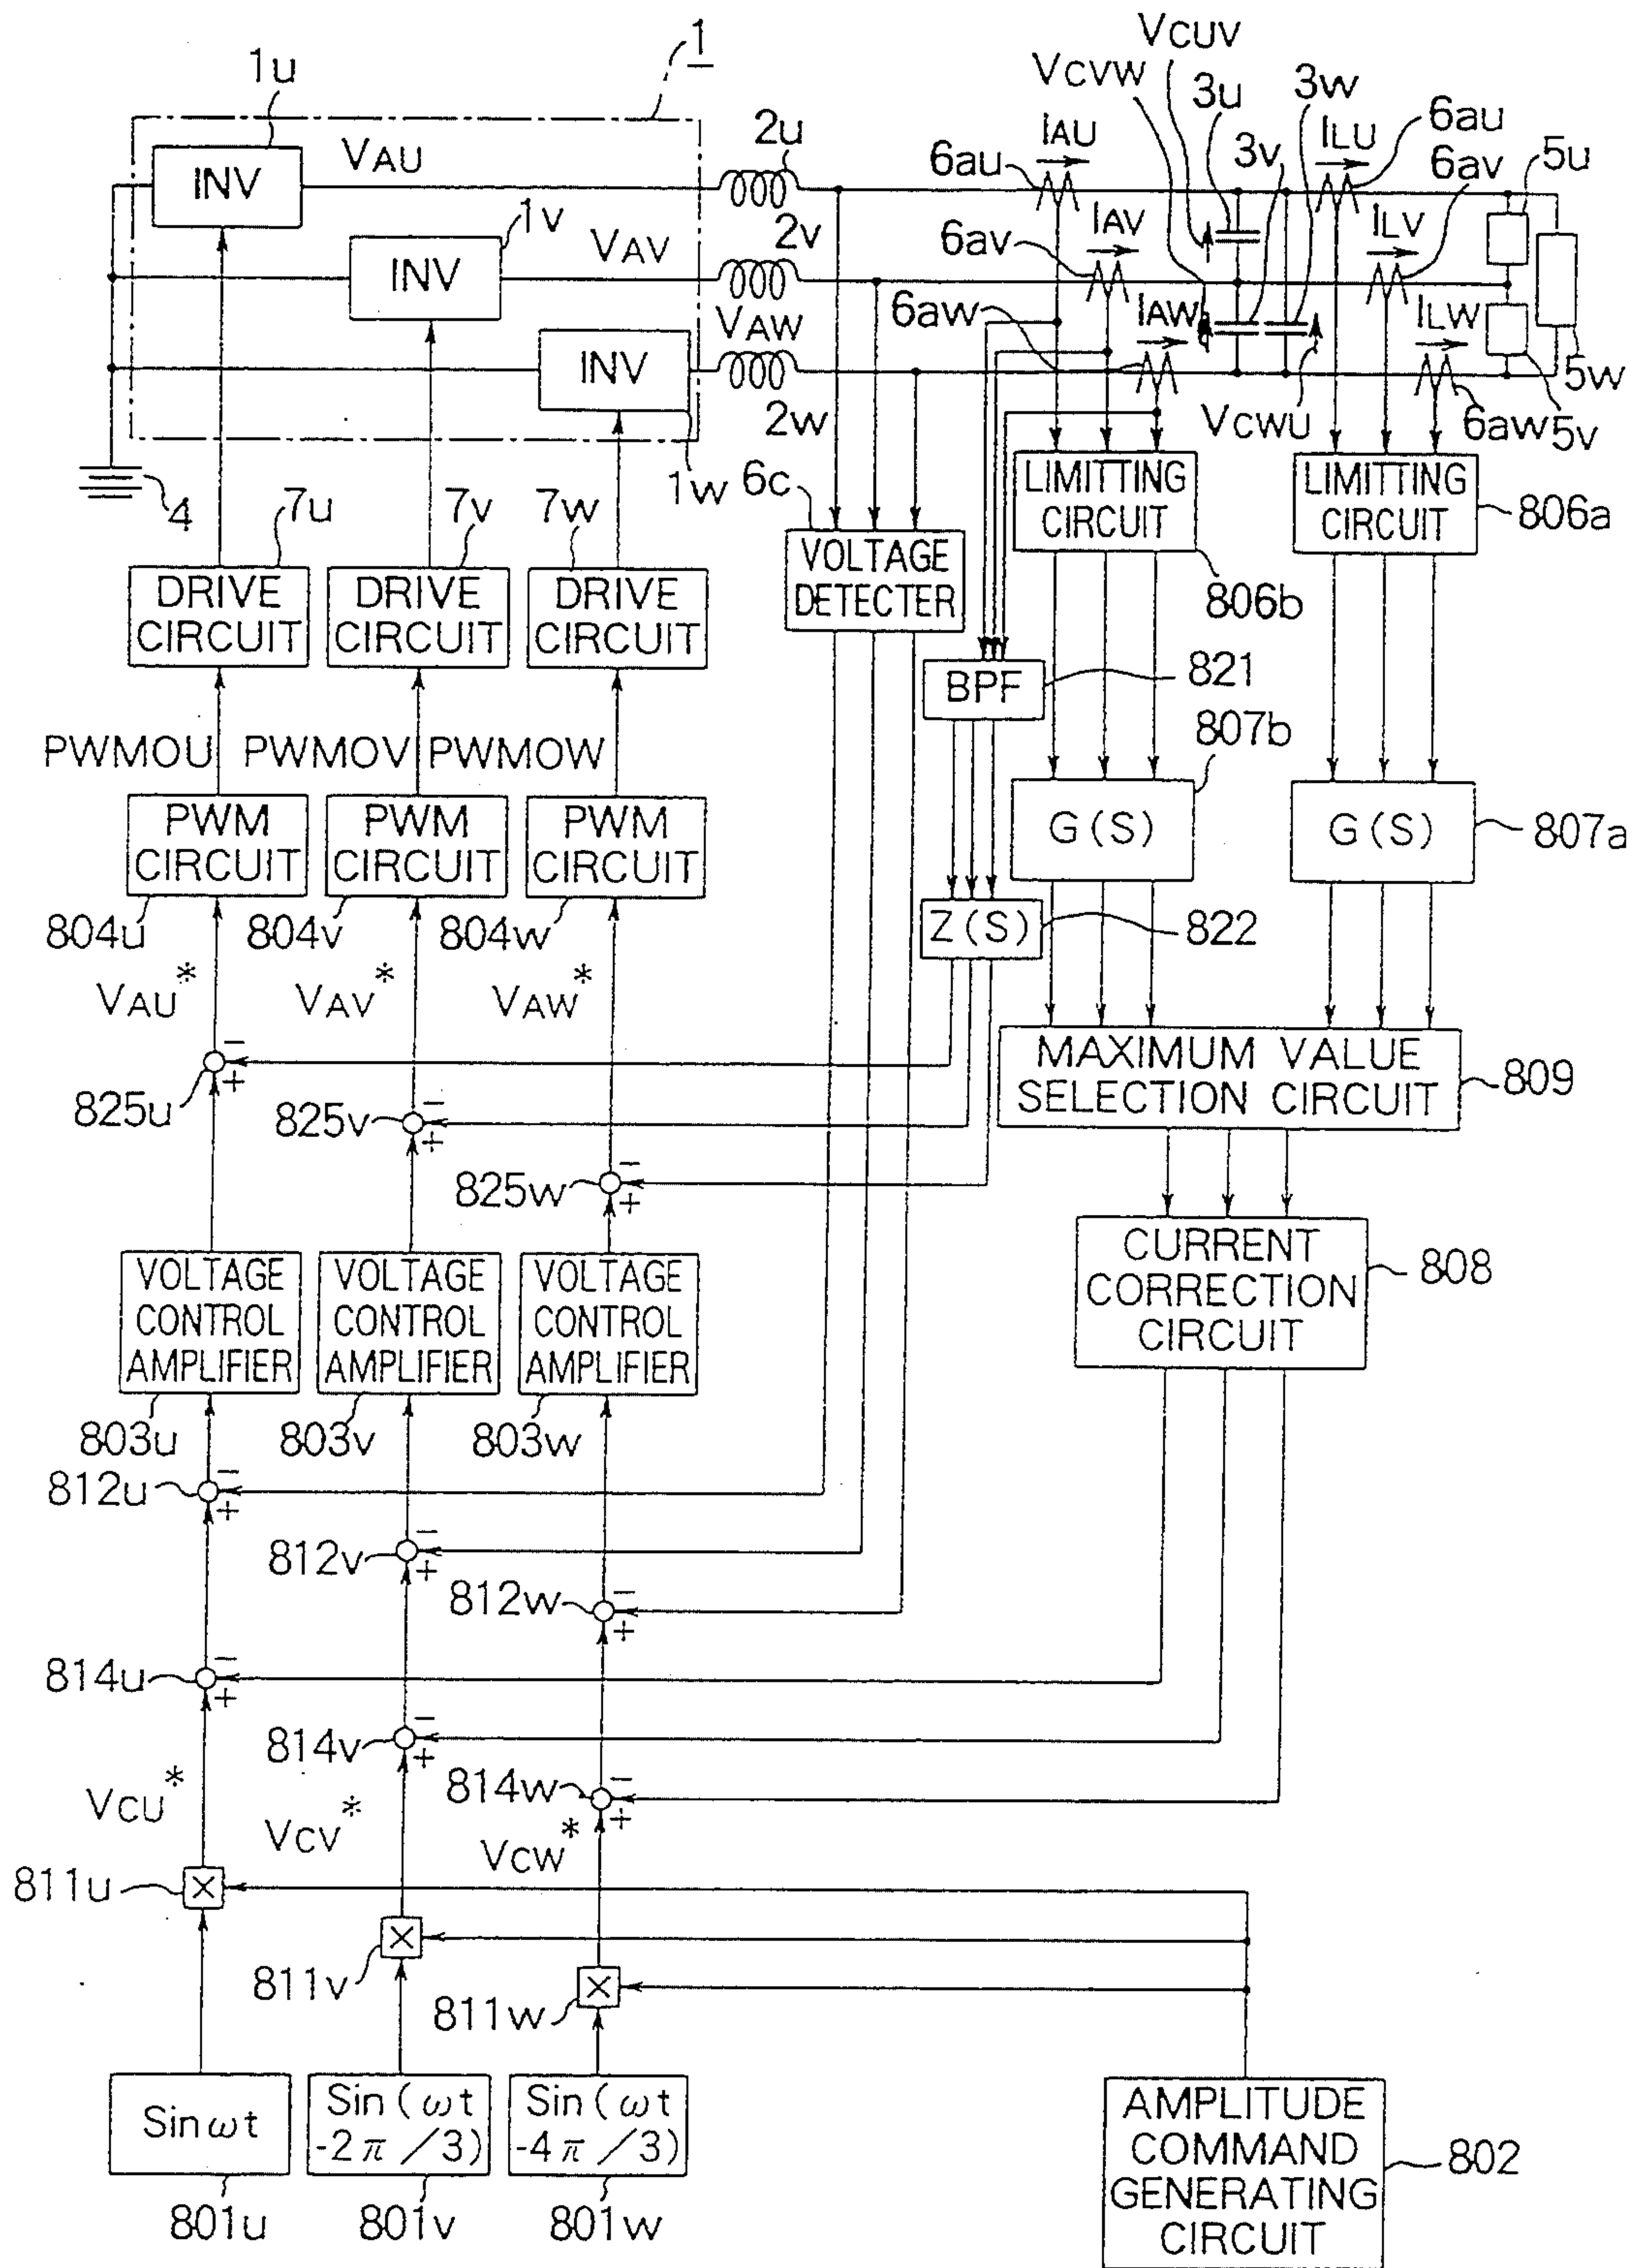 1
VCUV
1u
VCVW
3u
3w
6au
2u
IAU
3v
ILU
6av
5u
VAU
INV
6au
1v
IAV
ILV
2v
6av
VAV
INV
6aw
IAW
ILW
VAW
INV
5w
2w
VCWU
6aw
5v
1w
6c
4
7u
7v
7w
LIMITTING
CIRCUIT
LIMITTING
CIRCUIT
806a
VOLTAGE
DETECTER
806b
DRIVE
CIRCUIT
DRIVE
CIRCUIT
DRIVE
CIRCUIT
BPF
821
807b
PWMOU
PWMOV
PWMOW
PWM
CIRCUIT
PWM
CIRCUIT
PWM
CIRCUIT
G(S)
G(S)
807a
804u
804v
804w
Z(S)
822
VAU*
VAV*
VAW*
−
+
825u
MAXIMUM VALUE
SELECTION CIRCUIT
809
−
+
825v
−
+
825w
VOLTAGE
CONTROL
AMPLIFIER
VOLTAGE
CONTROL
AMPLIFIER
VOLTAGE
CONTROL
AMPLIFIER
CURRENT
CORRECTION
CIRCUIT
808
803u
803v
803w
−
+
812u
−
+
812v
−
+
812w
−
+
814u
−
+
814v
−
+
814w
VCU*
VCV*
VCW*
811u
×
811v
×
811w
×
Sinωt
Sin(ωt
-2π/3)
Sin(ωt
-4π/3)
AMPLITUDE
COMMAND
GENERATING
CIRCUIT
802
801u
801v
801w